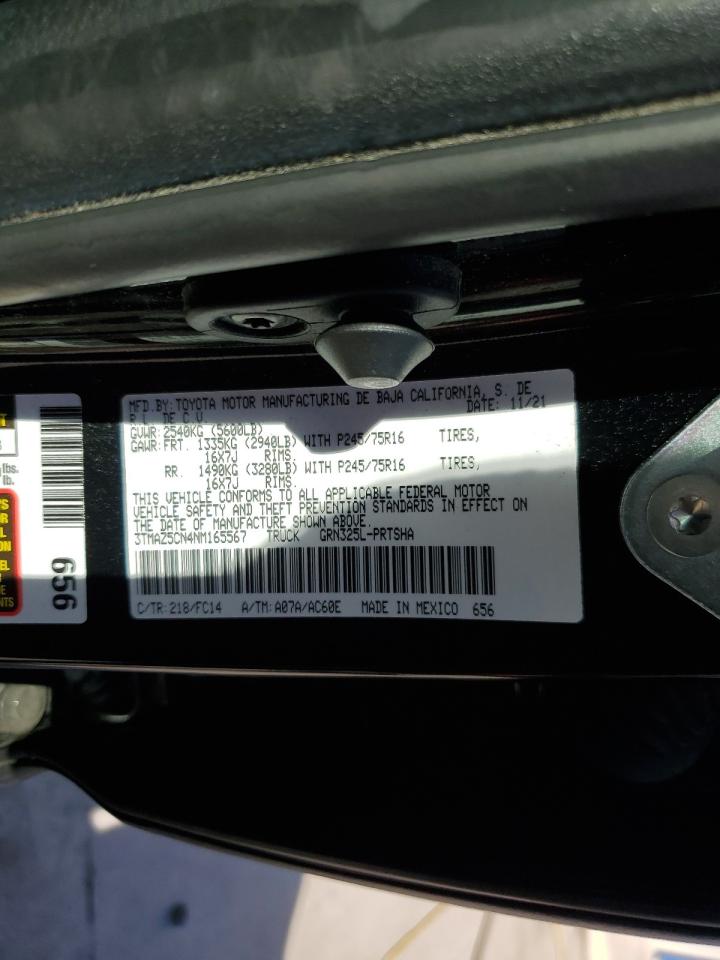 MFD.BY:TOYOTA MOTOR MANUFACTURING DE BAJA CALIFORNIA, S. DE
R.L. DE C.V. DATE: 11/21
GVWR:2540KG (5600LB)
GAWR:FRT. 1335KG (2940LB) WITH P245/75R16 TIRES,
16X7J RIMS.
RR. 1490KG (3280LB) WITH P245/75R16 TIRES,
16X7J RIMS.
THIS VEHICLE CONFORMS TO ALL APPLICABLE FEDERAL MOTOR
VEHICLE SAFETY AND THEFT PREVENTION STANDARDS IN EFFECT ON
THE DATE OF MANUFACTURE SHOWN ABOVE.
3TMAZ5CN4NM165567 TRUCK GRN325L-PRTSHA
C/TR:218/FC14 A/TM:A07A/AC60E MADE IN MEXICO 656
lbs.
lb.
656